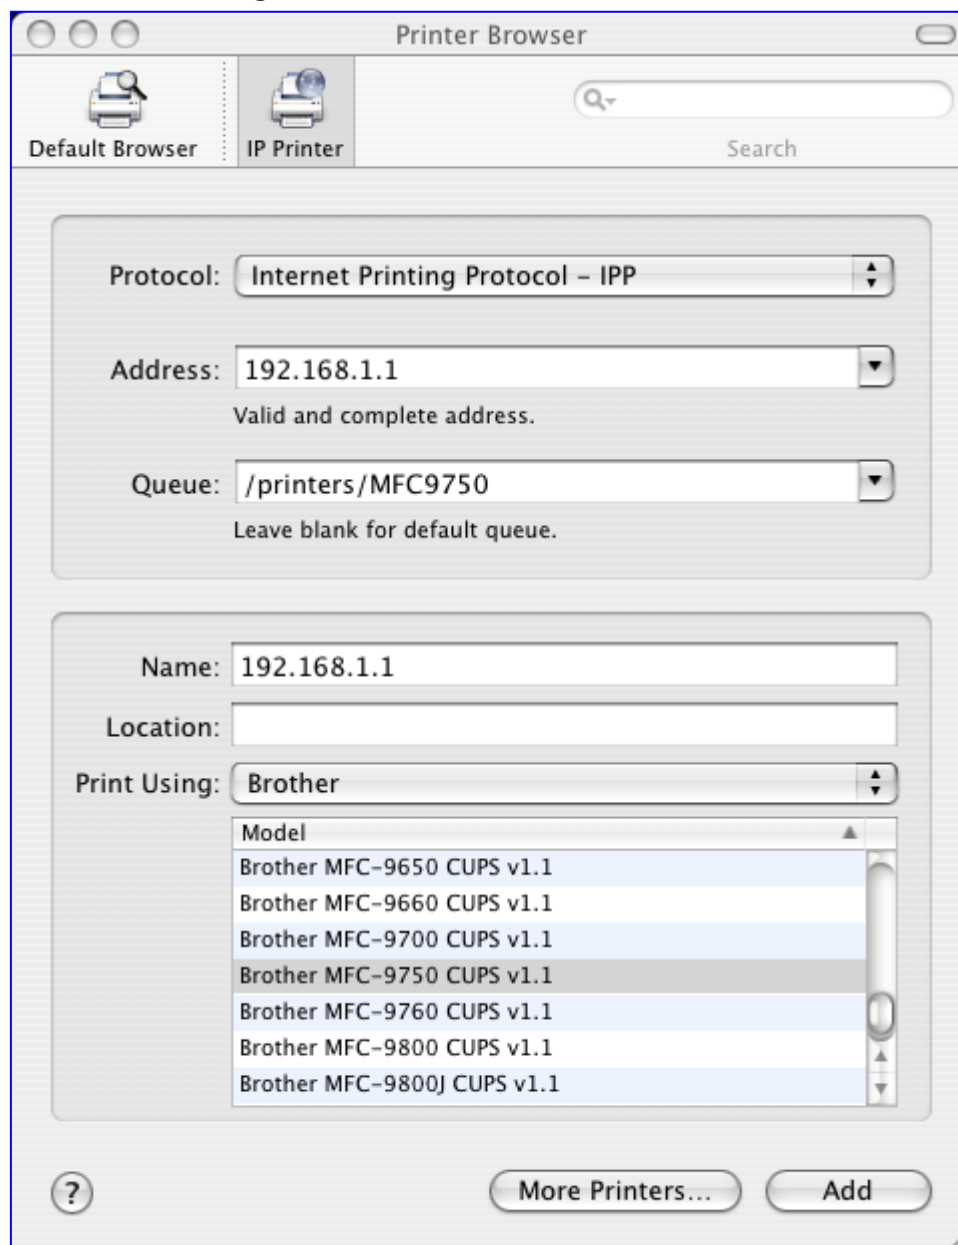 Printer Browser
Default Browser
IP Printer
Search
Protocol: Internet Printing Protocol – IPP
Address: 192.168.1.1
Valid and complete address.
Queue: /printers/MFC9750
Leave blank for default queue.
Name: 192.168.1.1
Location:
Print Using: Brother
Model
Brother MFC-9650 CUPS v1.1
Brother MFC-9660 CUPS v1.1
Brother MFC-9700 CUPS v1.1
Brother MFC-9750 CUPS v1.1
Brother MFC-9760 CUPS v1.1
Brother MFC-9800 CUPS v1.1
Brother MFC-9800J CUPS v1.1
? More Printers... Add